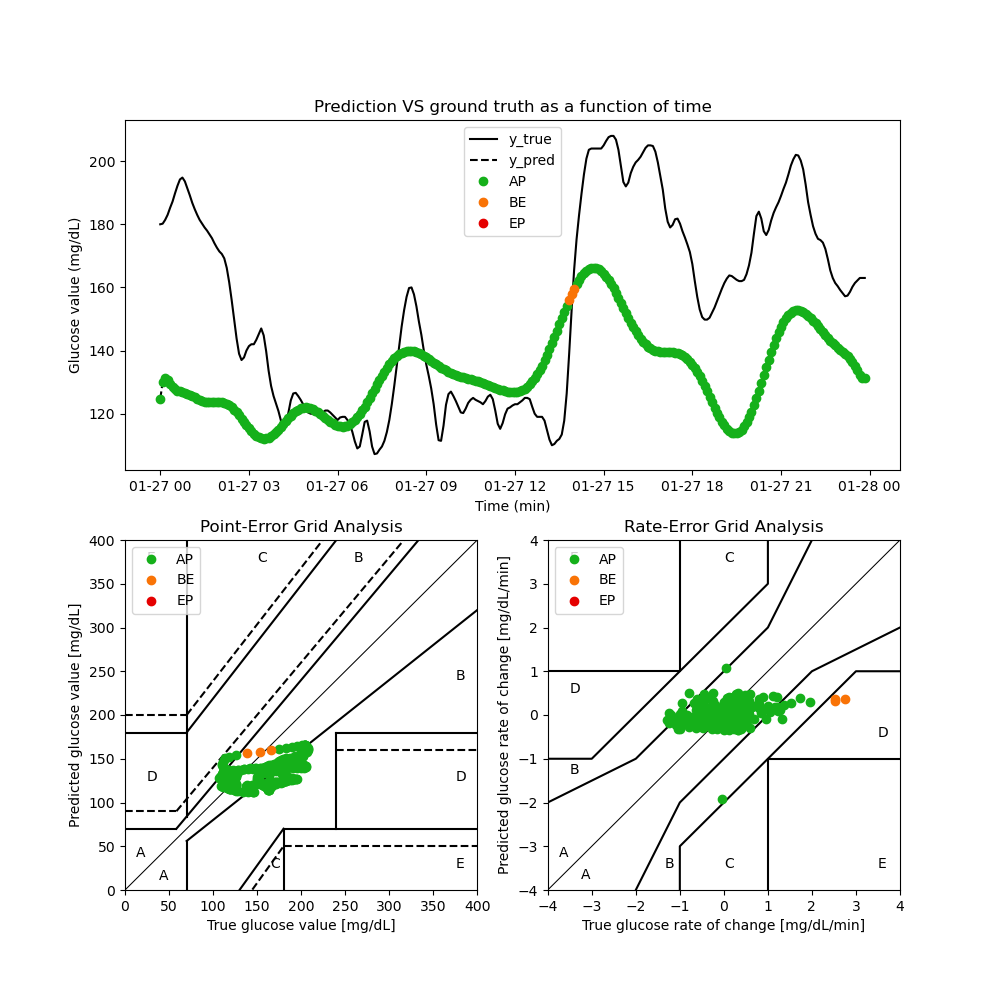 Prediction VS ground truth as a function of time
Glucose value (mg/dL)
200
180
160
140
120
y_true
y_pred
AP
BE
EP
01-27 00 01-27 03 01-27 06 01-27 09 01-27 12 01-27 15 01-27 18 01-27 21 01-28 00
Time (min)
Point-Error Grid Analysis
Predicted glucose value [mg/dL]
400
350
300
250
200
150
100
50
0
AP
BE
EP
C
B
B
D
D
A
A
C
E
0 50 100 150 200 250 300 350 400
True glucose value [mg/dL]
Rate-Error Grid Analysis
Predicted glucose rate of change [mg/dL/min]
4
3
2
1
0
−1
−2
−3
−4
AP
BE
EP
C
D
D
B
A
A
B
C
E
−4 −3 −2 −1 0 1 2 3 4
True glucose rate of change [mg/dL/min]